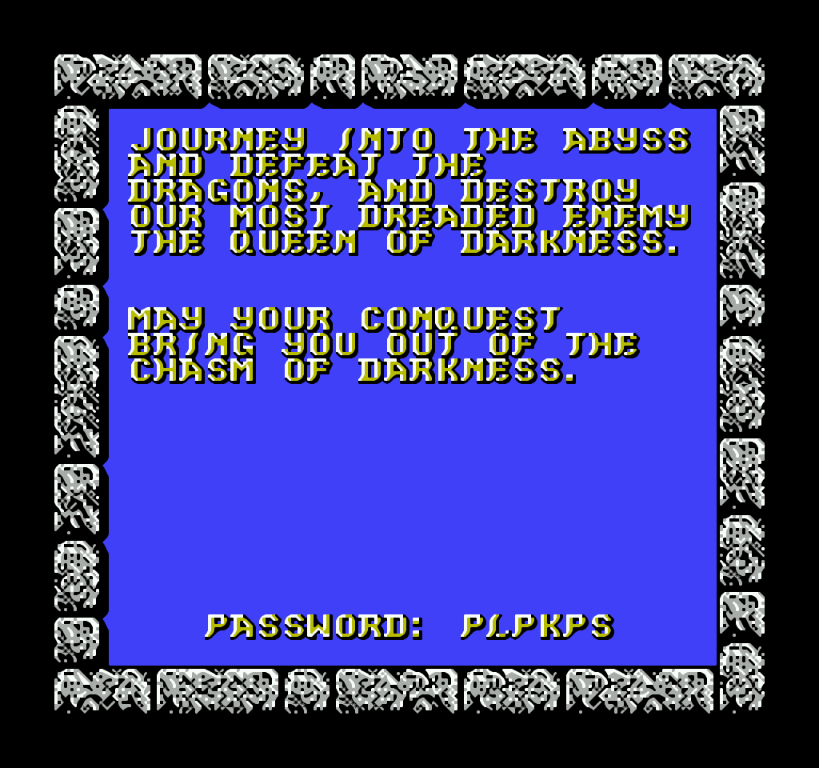 JOURNEY INTO THE ABYSS
AND DEFEAT THE
DRAGONS, AND DESTROY
OUR MOST DREADED ENEMY
THE QUEEN OF DARKNESS.
MAY YOUR CONQUEST
BRING YOU OUT OF THE
CHASM OF DARKNESS.
PASSWORD: PLPKPS